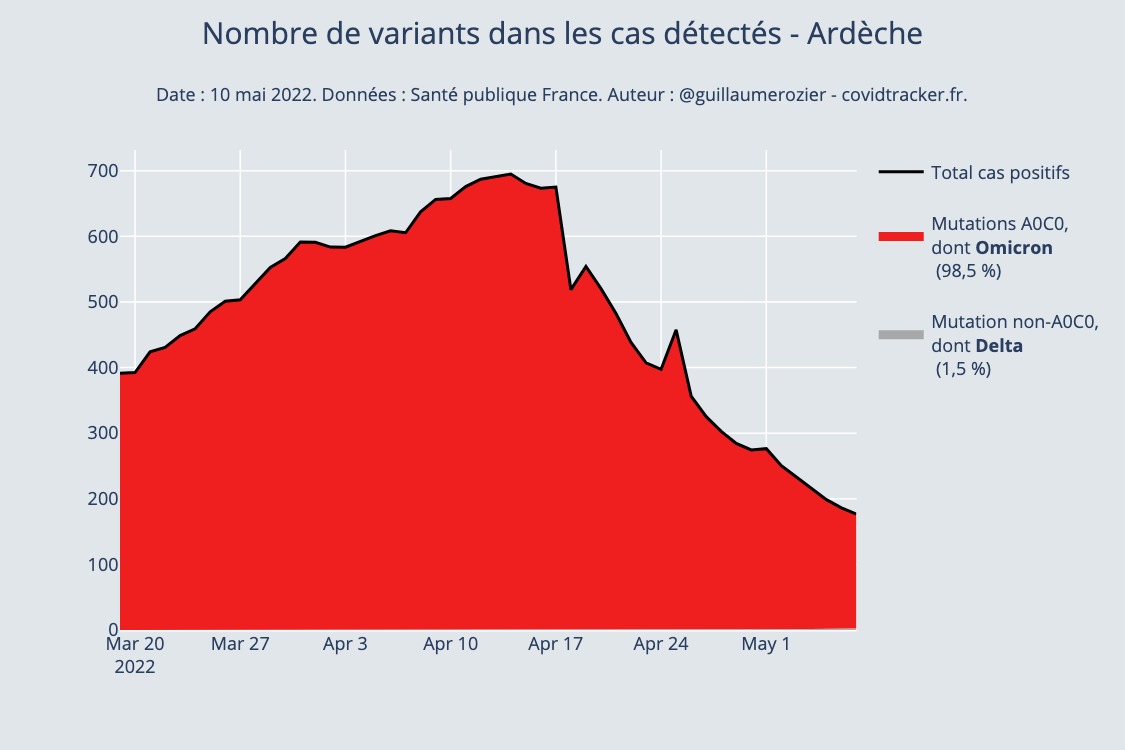 Nombre de variants dans les cas détectés - Ardèche
Date : 10 mai 2022. Données : Santé publique France. Auteur : @guillaumerozier - covidtracker.fr.
700
600
500
400
300
200
100
0
Mar 20
2022
Mar 27
Apr 3
Apr 10
Apr 17
Apr 24
May 1
Total cas positifs
Mutations A0C0,
dont Omicron
(98,5 %)
Mutation non-A0C0,
dont Delta
(1,5 %)